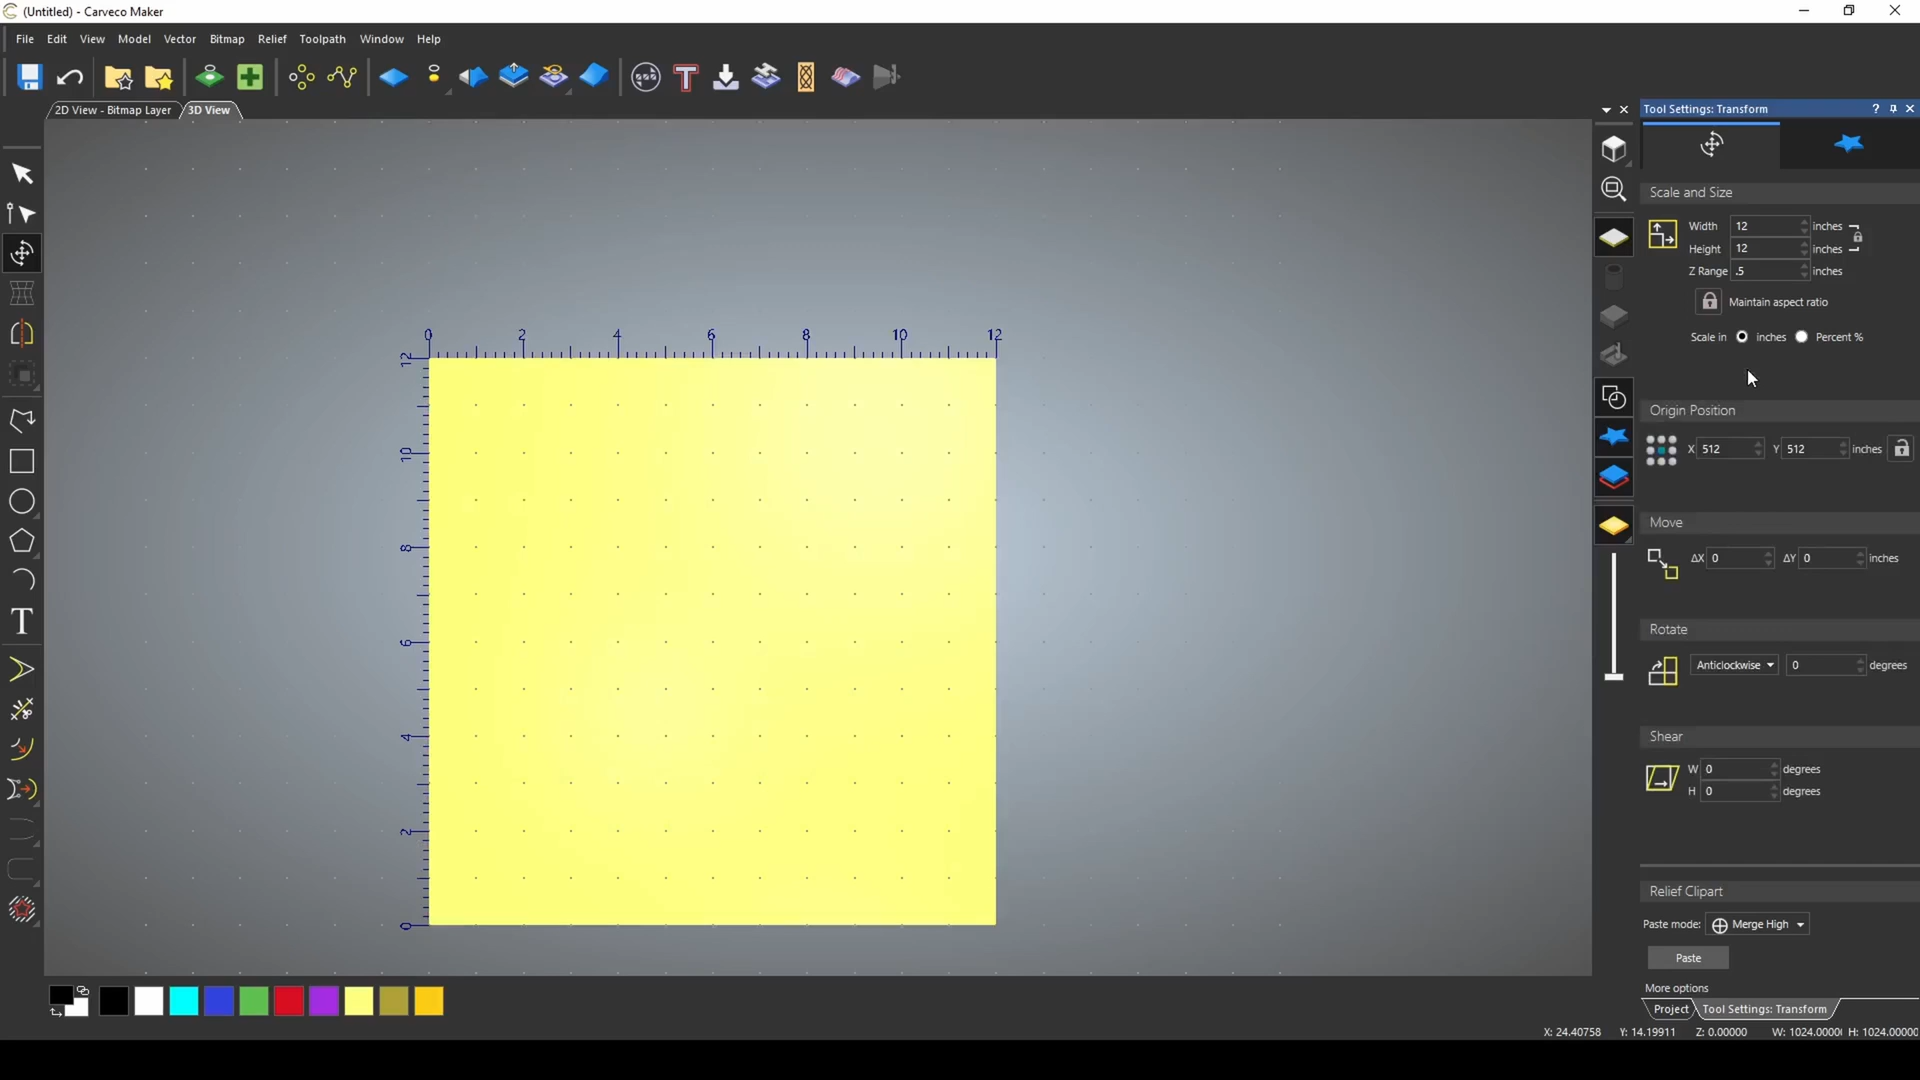 (Untitled) - Carveco Maker
File Edit View Model Vector Bitmap Relief Toolpath Window Help
2D View - Bitmap Layer 3D View
Tool Settings: Transform ?
Scale and Size
Width 12 inches
Height 12 inches
Z Range .5 inches
Maintain aspect ratio
Scale in inches Percent %
0 2 4 6 8 10 12
12
10
8
6
4
2
0
Origin Position
X 512 Y 512 inches
Move
ΔX 0 ΔY 0 inches
Rotate
Anticlockwise 0 degrees
Shear
W 0 degrees
H 0 degrees
Relief Clipart
Paste mode: Merge High
Paste
More options
Project Tool Settings: Transform
X: 24.40758 Y: 14.19911 Z: 0.00000 W: 1024.0000 H: 1024.00000
T
T